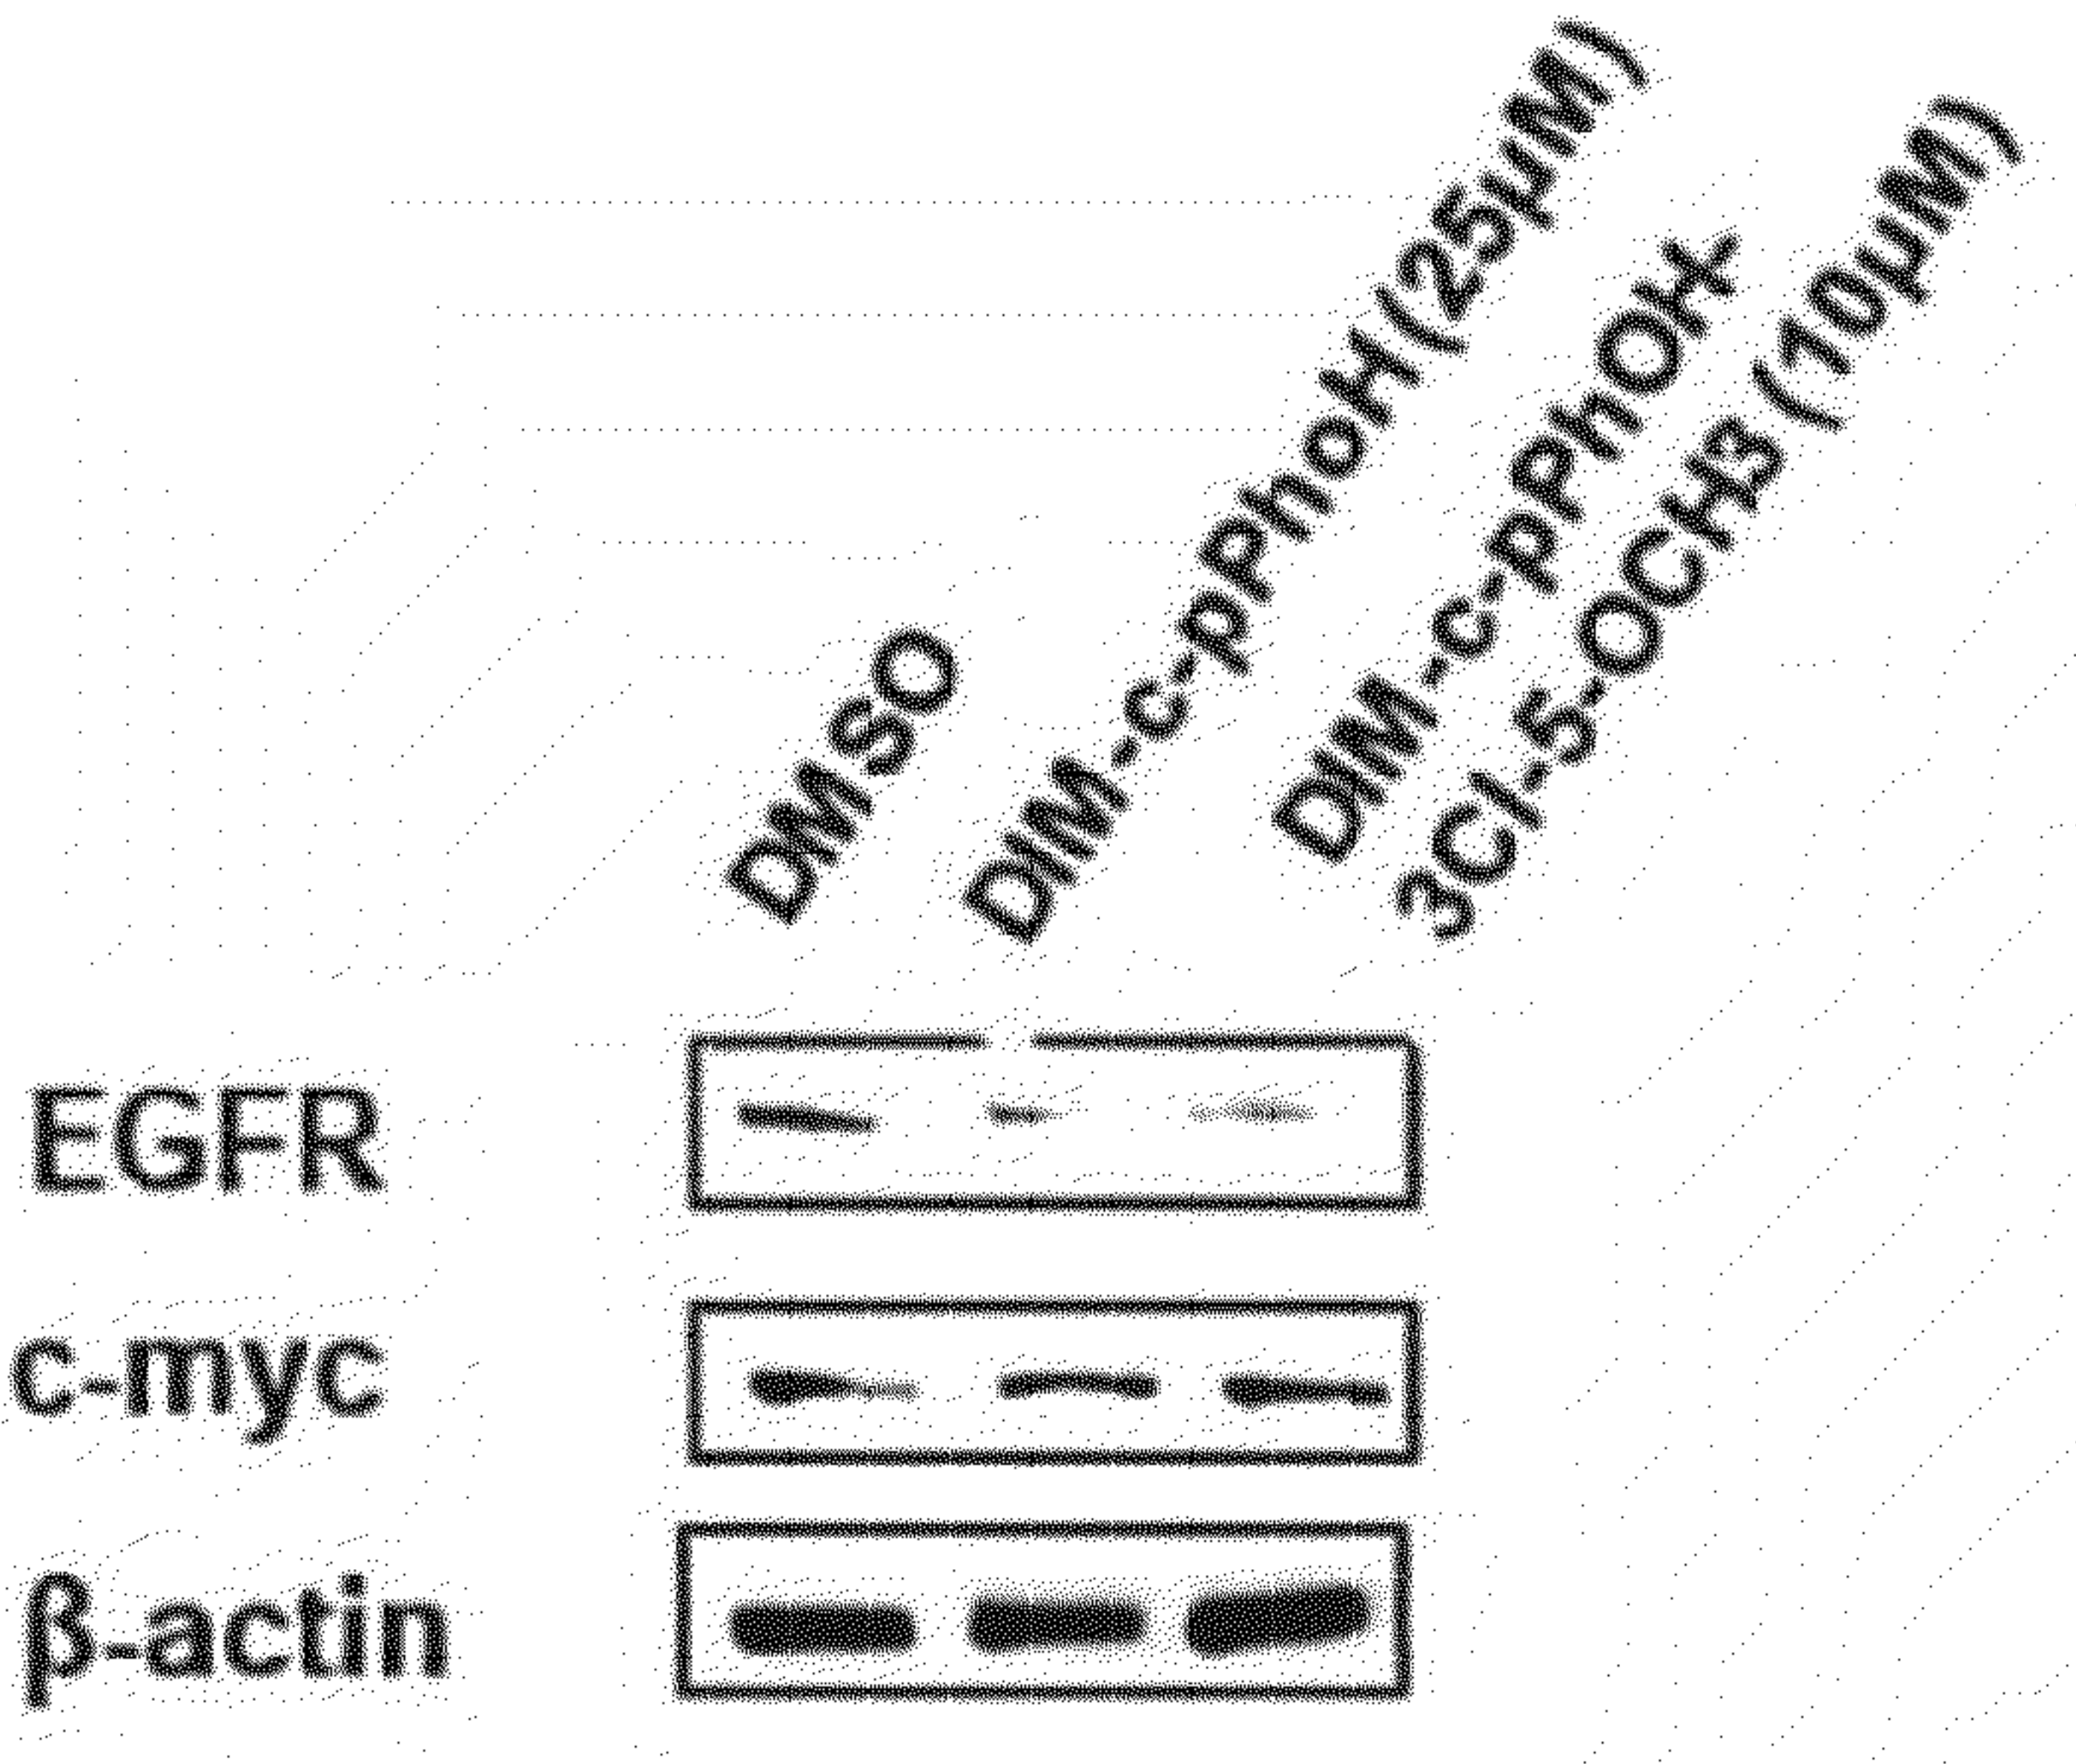 DMSO
DIM-c-pPhoH(25µM)
DIM-c-pPhOH
3Cl-5-OCH3 (10µM)
EGFR
c-myc
β-actin